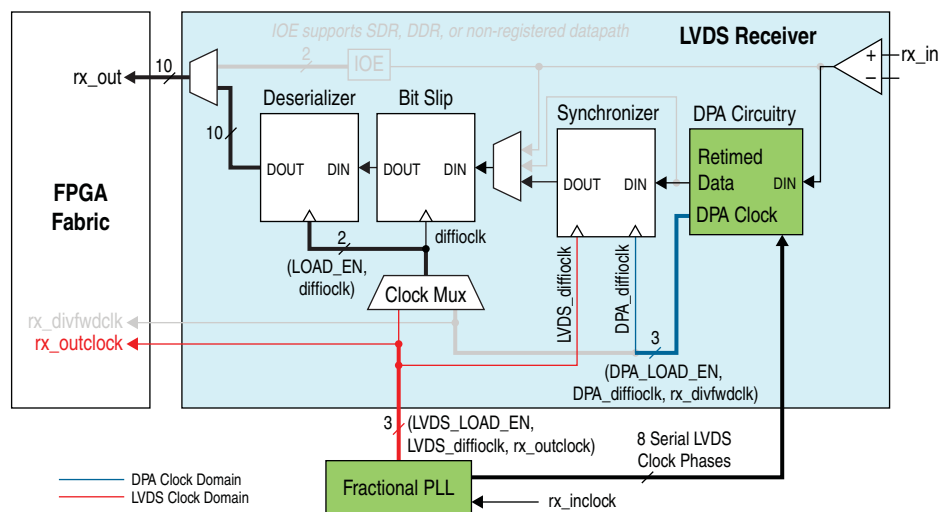 IOE supports SDR, DDR, or non-registered datapath
LVDS Receiver
rx_in
+
−
2
IOE
10
rx_out
Deserializer
Bit Slip
Synchronizer
DPA Circuitry
10
DOUT
DIN
DOUT
DIN
DOUT
DIN
Retimed
Data
DIN
DPA Clock
FPGA
Fabric
2
(LOAD_EN,
diffioclk)
diffioclk
LVDS_diffioclk
DPA_diffioclk
Clock Mux
rx_divfwdclk
rx_outclock
3
(DPA_LOAD_EN,
DPA_diffioclk, rx_divfwdclk)
3
(LVDS_LOAD_EN,
LVDS_diffioclk, rx_outclock)
8 Serial LVDS
Clock Phases
Fractional PLL
rx_inclock
DPA Clock Domain
LVDS Clock Domain